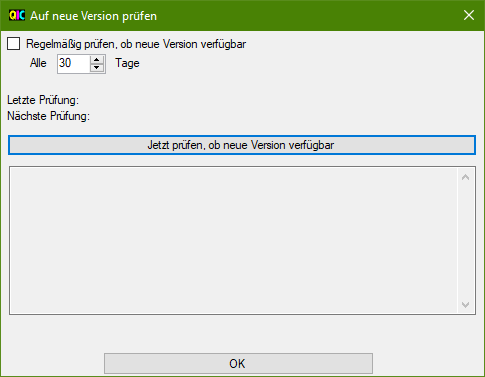 QIC Auf neue Version prüfen
Regelmäßig prüfen, ob neue Version verfügbar
Alle 30 Tage
Letzte Prüfung:
Nächste Prüfung:
Jetzt prüfen, ob neue Version verfügbar
OK